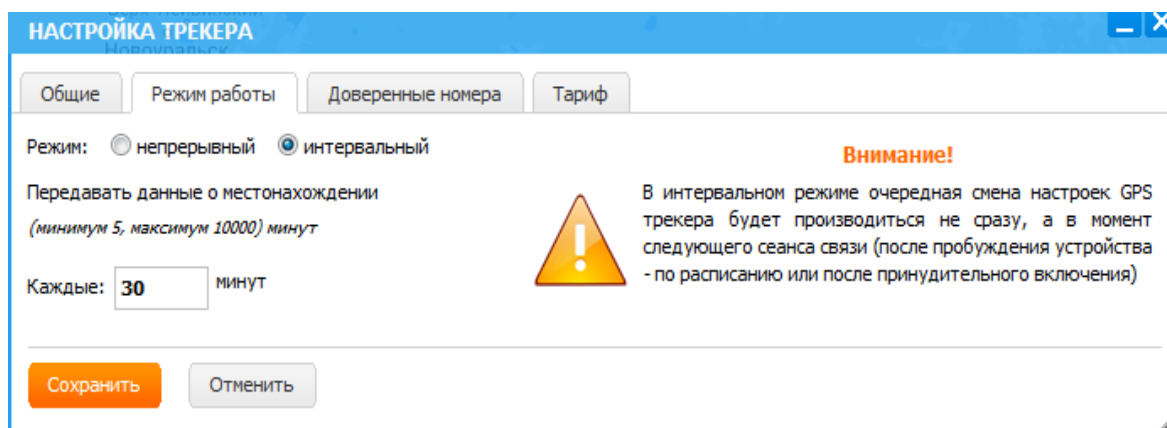 НАСТРОЙКА ТРЕКЕРА
Новоуральск
Общие
Режим работы
Доверенные номера
Тариф
Режим: непрерывный интервальный
Передавать данные о местонахождении
(минимум 5, максимум 10000) минут
Каждые: 30 минут
Внимание!
В интервальном режиме очередная смена настроек GPS
трекера будет производиться не сразу, а в момент
следующего сеанса связи (после пробуждения устройства
- по расписанию или после принудительного включения)
Сохранить
Отменить